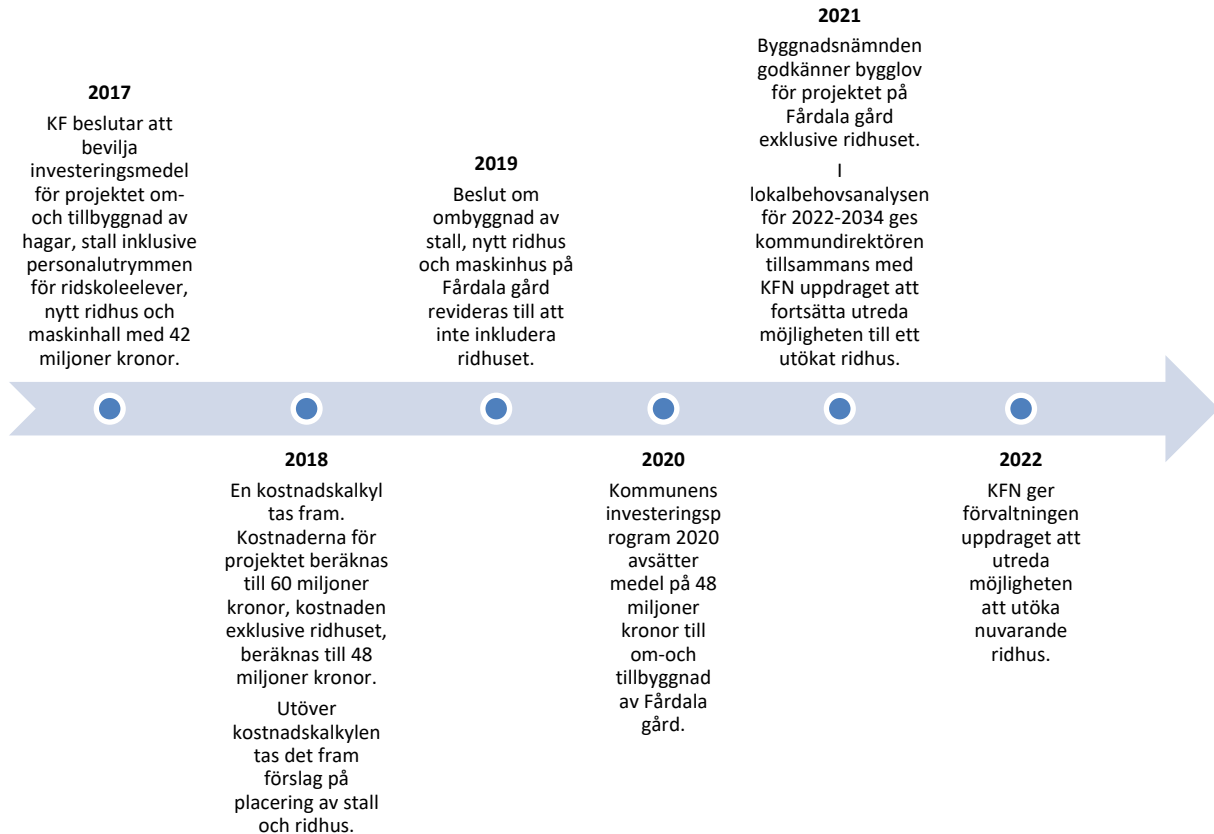 2017
KF beslutar att
bevilja
investeringsmedel
för projektet om-
och tillbyggnad av
hagar, stall inklusive
personalutrymmen
för ridskoleelever,
nytt ridhus och
maskinhall med 42
miljoner kronor.
2018
En kostnadskalkyl
tas fram.
Kostnaderna för
projektet beräknas
till 60 miljoner
kronor, kostnaden
exklusive ridhuset,
beräknas till 48
miljoner kronor.
Utöver
kostnadskalkylen
tas det fram
förslag på
placering av stall
och ridhus.
2019
Beslut om
ombyggnad av
stall, nytt ridhus
och maskinhus på
Fårdala gård
revideras till att
inte inkludera
ridhuset.
2020
Kommunens
investeringsp
rogram 2020
avsätter
medel på 48
miljoner
kronor till
om-och
tillbyggnad
av Fårdala
gård.
2021
Byggnadsnämnden
godkänner bygglov
för projektet på
Fårdala gård
exklusive ridhuset.
I
lokalbehovsanalysen
för 2022-2034 ges
kommundirektören
tillsammans med
KFN uppdraget att
fortsätta utreda
möjligheten till ett
utökat ridhus.
2022
KFN ger
förvaltningen
uppdraget att
utreda
möjligheten
att utöka
nuvarande
ridhus.